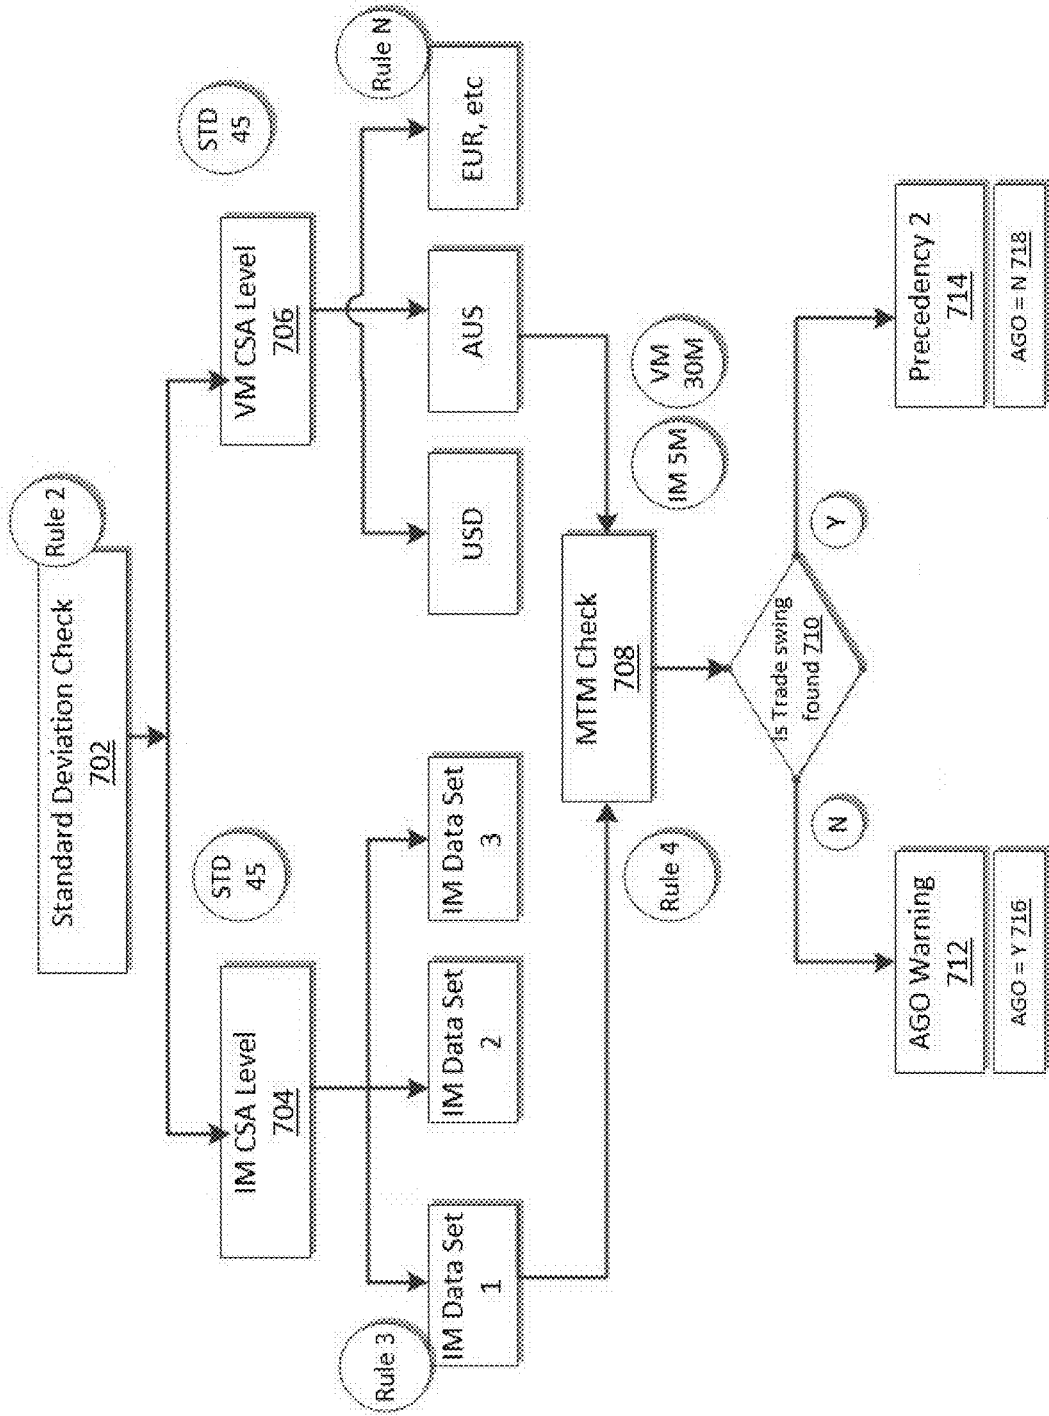 Standard Deviation Check
702
Rule 2
IM CSA Level
704
STD
45
VM CSA Level
706
STD
45
Rule 3
IM Data Set
1
IM Data Set
2
IM Data Set
3
USD
AUS
EUR, etc
Rule N
MTM Check
708
Rule 4
IM 5M
VM
30M
Is Trade swing
found 710
N
Y
AGO Warning
712
AGO = Y 716
Precedency 2
714
AGO = N 718